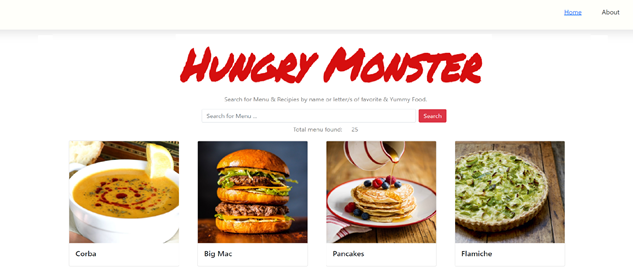 Home About
HUNGRY MONSTER
Search for Menu & Recipies by name or letter/s of favorite & Yummy Food.
Search for Menu ... Search
Total menu found: 25
Corba Big Mac Pancakes Flamiche